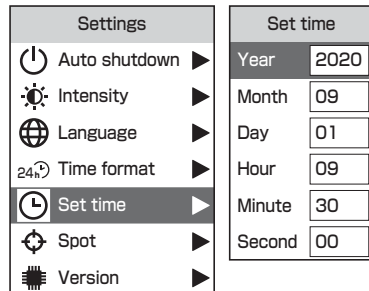 Settings
Auto shutdown
Intensity
Language
24h Time format
Set time
Spot
Version
Set time
Year 2020
Month 09
Day 01
Hour 09
Minute 30
Second 00